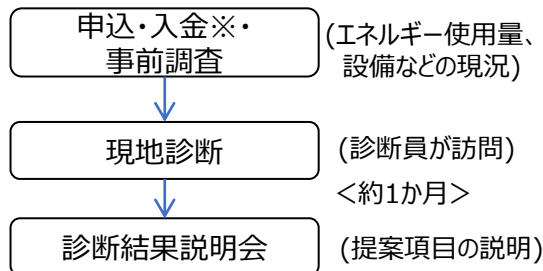 申込・入金※・
事前調査
(エネルギー使用量、
設備などの現況)
現地診断
(診断員が訪問)
<約1か月>
診断結果説明会
(提案項目の説明)